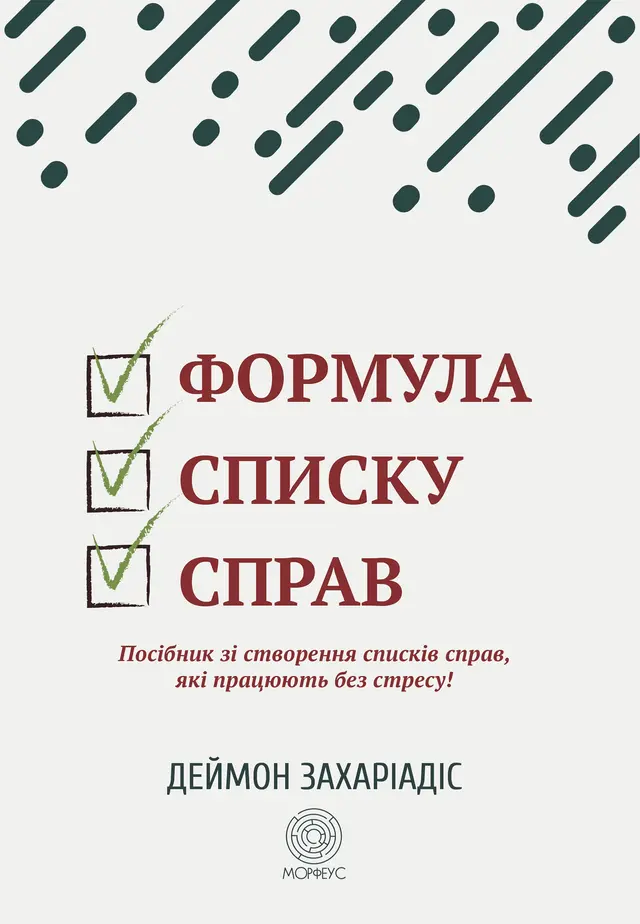 ФОРМУЛА
СПИСКУ
СПРАВ
Посібник зі створення списків справ,
які працюють без стресу!
ДЕЙМОН ЗАХАРІАДІС
МОРФЕУС